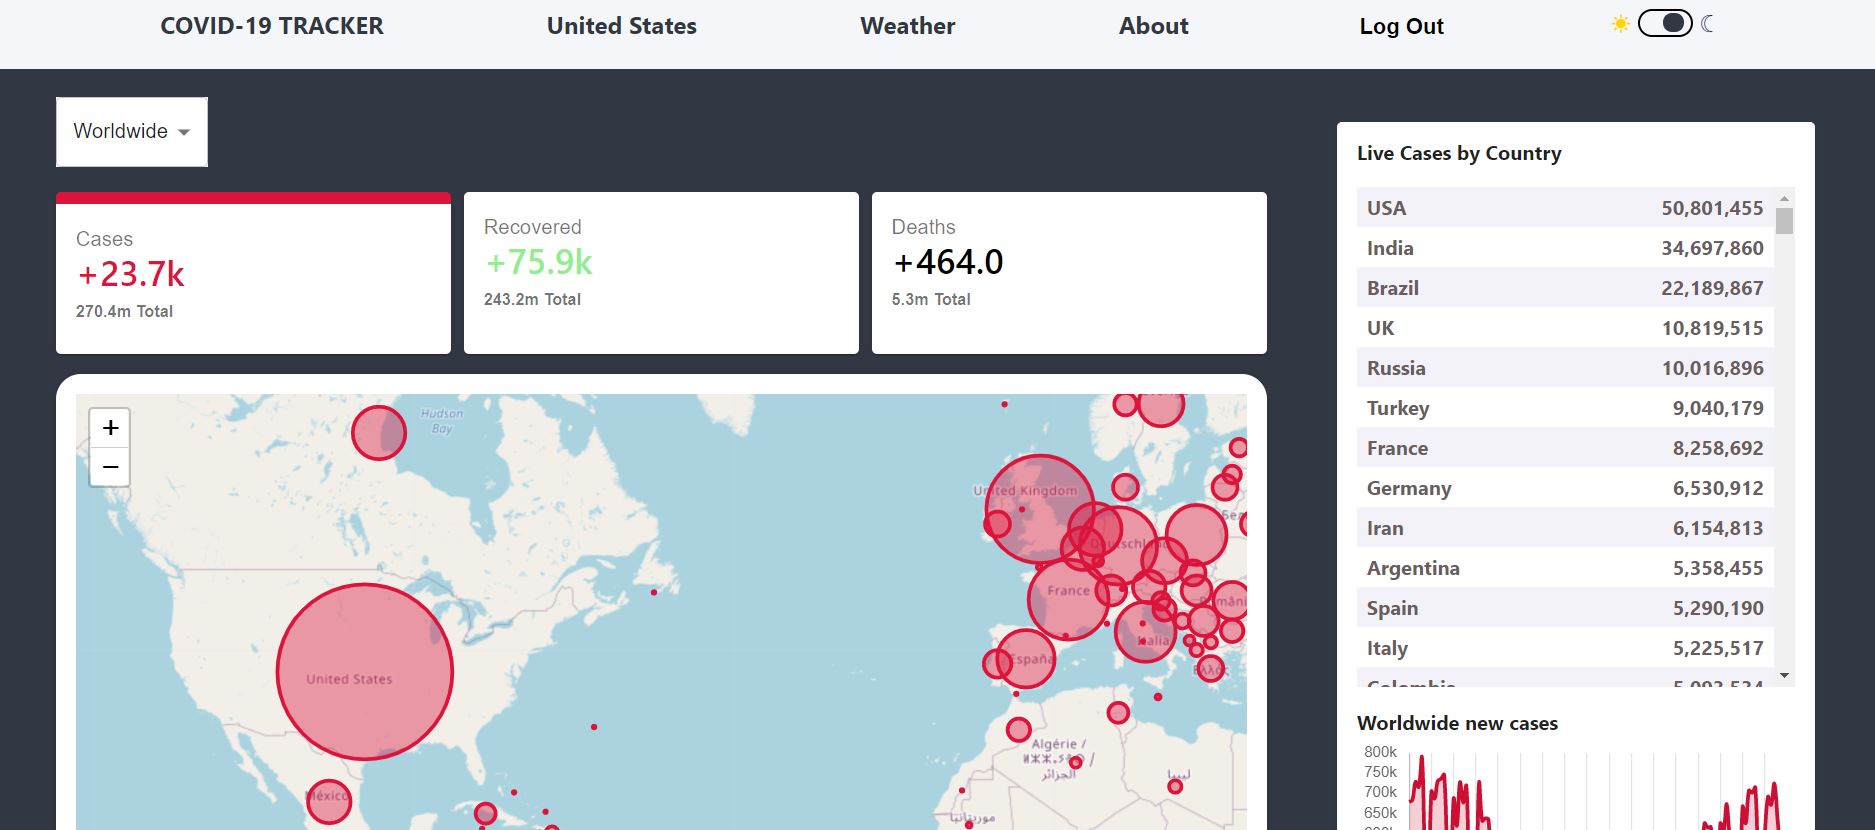 COVID-19 TRACKER
United States
Weather
About
Log Out
Worldwide
Cases
+23.7k
270.4m Total
Recovered
+75.9k
243.2m Total
Deaths
+464.0
5.3m Total
+
−
Hudson
Bay
United Kingdom
France
España
Italia
United States
México
Algérie /
الجزائر
ليبيا
موريتانيا
Live Cases by Country
USA 50,801,455
India 34,697,860
Brazil 22,189,867
UK 10,819,515
Russia 10,016,896
Turkey 9,040,179
France 8,258,692
Germany 6,530,912
Iran 6,154,813
Argentina 5,358,455
Spain 5,290,190
Italy 5,225,517
Worldwide new cases
800k
750k
700k
650k